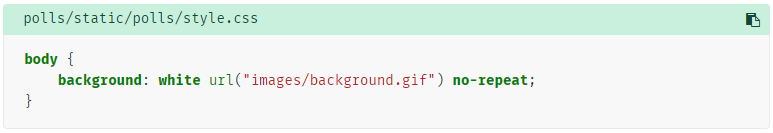 polls/static/polls/style.css
body {
    background: white url("images/background.gif") no-repeat;
}